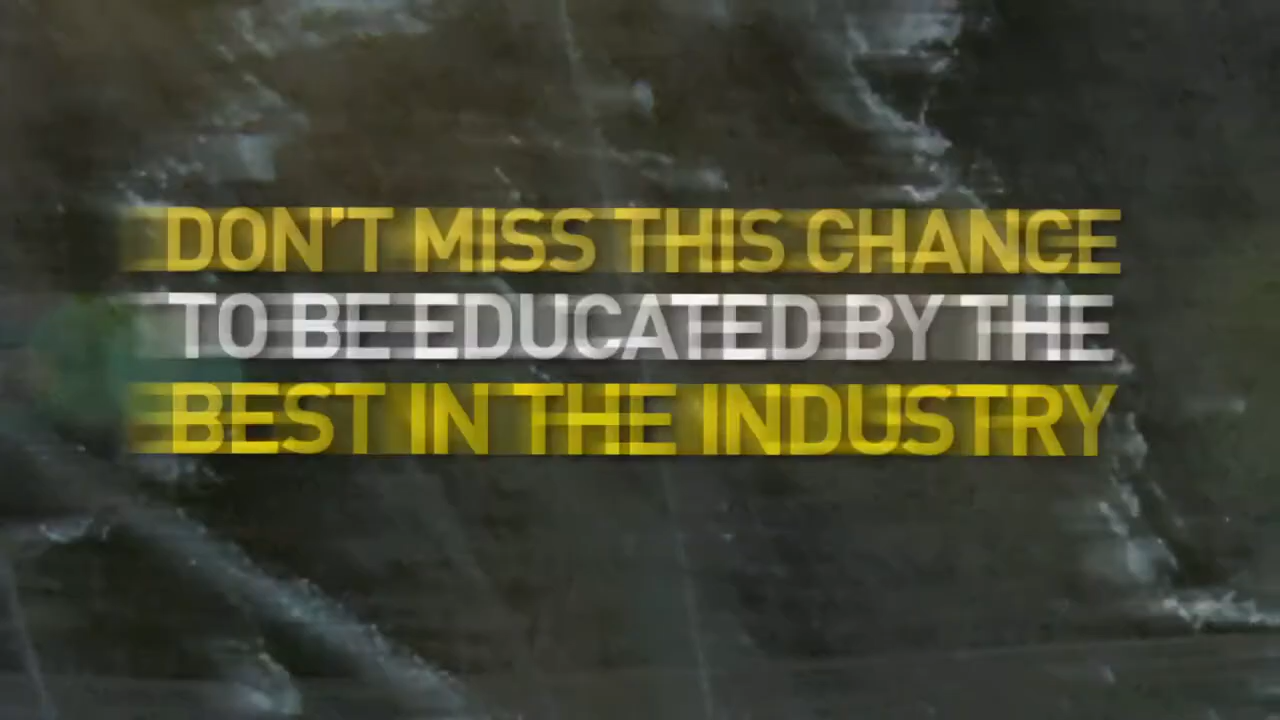 DON'T MISS THIS CHANCE
TO BE EDUCATED BY THE
BEST IN THE INDUSTRY